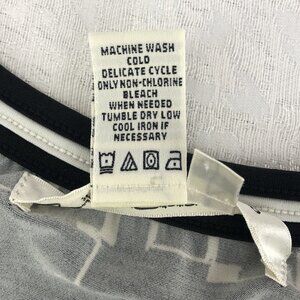 MACHINE WASH
COLD
DELICATE CYCLE
ONLY NON-CHLORINE
BLEACH
WHEN NEEDED
TUMBLE DRY LOW
COOL IRON IF
NECESSARY